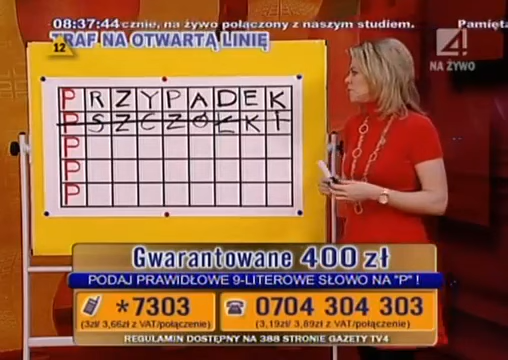 08:37:44 cznie, na żywo połączony z naszym studiem. Pamięta
TRAF NA OTWARTĄ LINIĘ
12
4!
NA ŻYWO
PRZYPADEK
PSZCZÓŁKI
P
P
P
Gwarantowane 400 zł
PODAJ PRAWIDŁOWE 9-LITEROWE SŁOWO NA "P" !
*7303
(3zł/ 3,66zł z VAT/połączenie)
0704 304 303
(3,19zł/ 3,89zł z VAT/połączenie)
REGULAMIN DOSTĘPNY NA 388 STRONIE GAZETY TV4